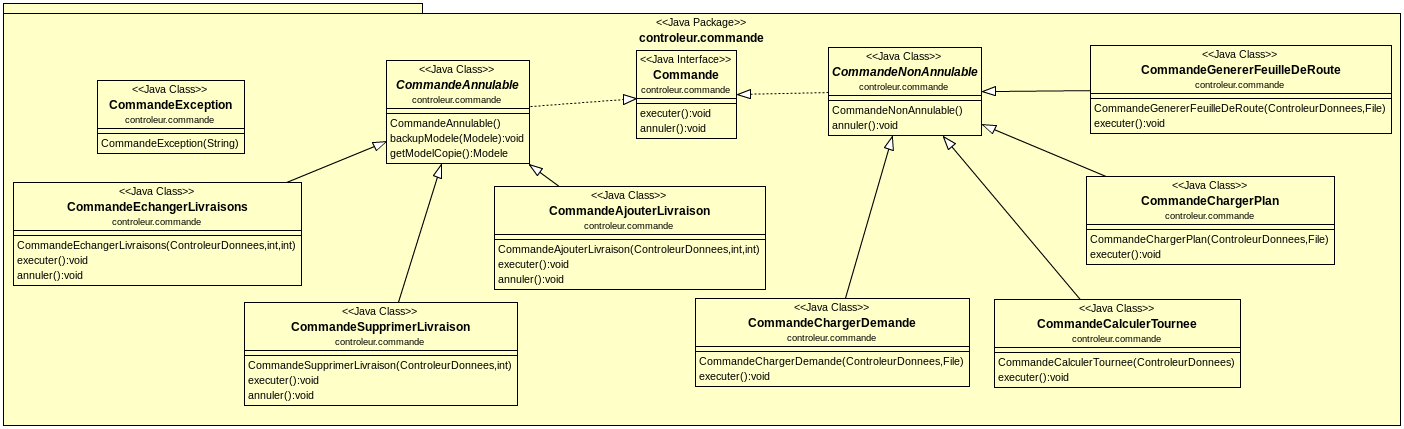 <<Java Package>>
controleur.commande
<<Java Class>>
CommandeException
controleur.commande
CommandeException(String)
<<Java Class>>
CommandeAnnulable
controleur.commande
CommandeAnnulable()
backupModele(Modele):void
getModelCopie():Modele
<<Java Interface>>
Commande
controleur.commande
executer():void
annuler():void
<<Java Class>>
CommandeNonAnnulable
controleur.commande
CommandeNonAnnulable()
annuler():void
<<Java Class>>
CommandeGenererFeuilleDeRoute
controleur.commande
CommandeGenererFeuilleDeRoute(ControleurDonnees,File)
executer():void
<<Java Class>>
CommandeEchangerLivraisons
controleur.commande
CommandeEchangerLivraisons(ControleurDonnees,int,int)
executer():void
annuler():void
<<Java Class>>
CommandeAjouterLivraison
controleur.commande
CommandeAjouterLivraison(ControleurDonnees,int,int)
executer():void
annuler():void
<<Java Class>>
CommandeChargerPlan
controleur.commande
CommandeChargerPlan(ControleurDonnees,File)
executer():void
<<Java Class>>
CommandeSupprimerLivraison
controleur.commande
CommandeSupprimerLivraison(ControleurDonnees,int)
executer():void
annuler():void
<<Java Class>>
CommandeChargerDemande
controleur.commande
CommandeChargerDemande(ControleurDonnees,File)
executer():void
<<Java Class>>
CommandeCalculerTournee
controleur.commande
CommandeCalculerTournee(ControleurDonnees)
executer():void